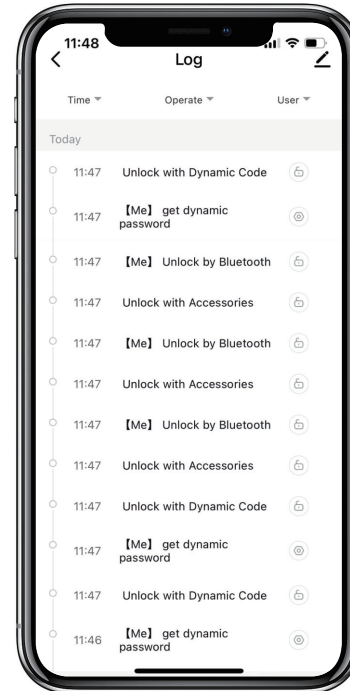 11:48
Log
Time Operate User
Today
11:47 Unlock with Dynamic Code
11:47 【Me】 get dynamic
password
11:47 【Me】 Unlock by Bluetooth
11:47 Unlock with Accessories
11:47 【Me】 Unlock by Bluetooth
11:47 Unlock with Accessories
11:47 【Me】 Unlock by Bluetooth
11:47 Unlock with Accessories
11:47 Unlock with Dynamic Code
11:47 【Me】 get dynamic
password
11:47 Unlock with Dynamic Code
11:46 【Me】 get dynamic
password